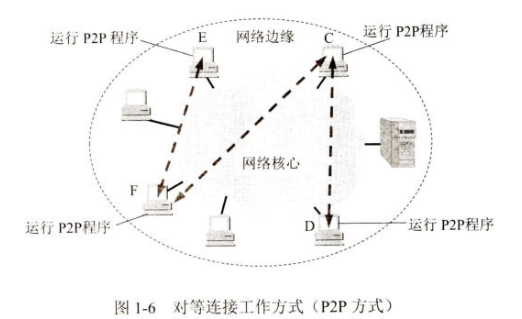 运行 P2P 程序
E
网络边缘
C
运行 P2P程序
网络核心
F
运行 P2P程序
D
运行 P2P程序
图 1-6 对等连接工作方式（P2P 方式）